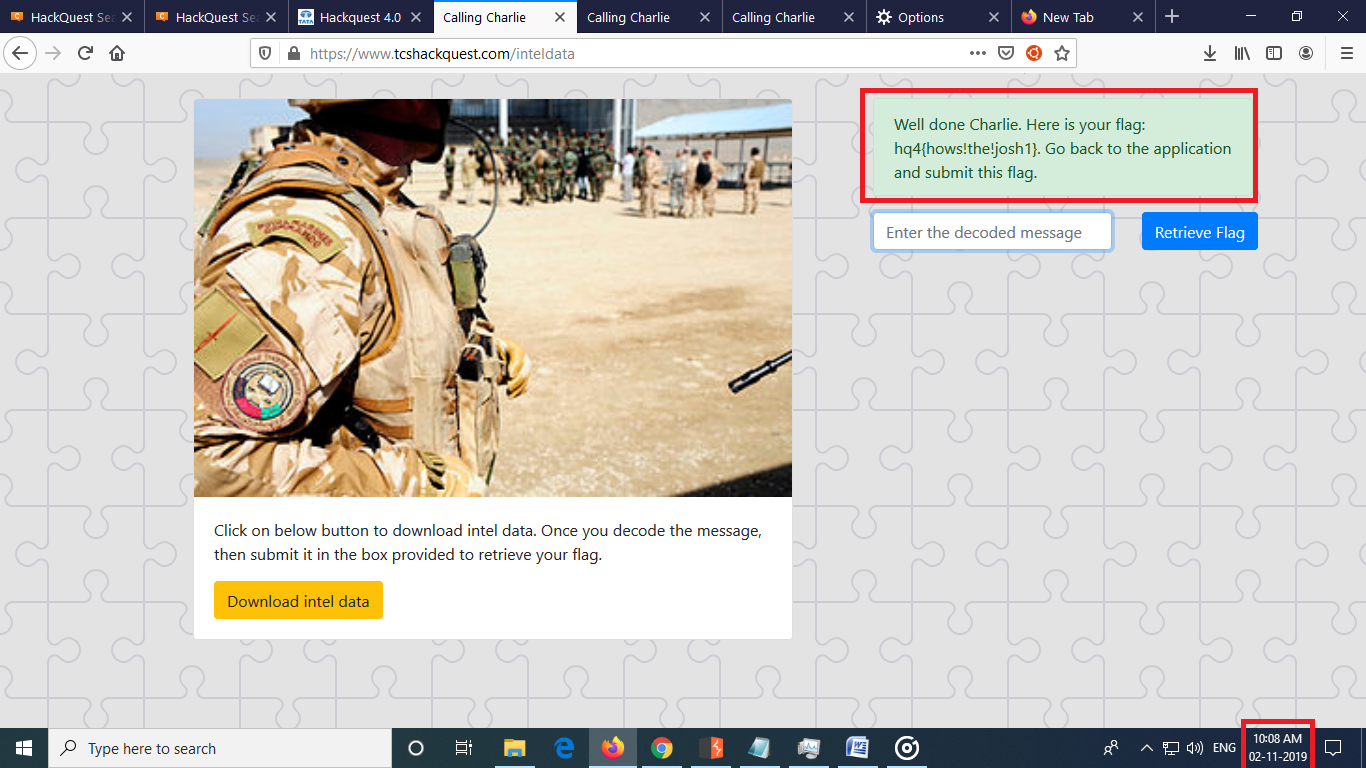 HackQuest Sea
HackQuest Sea
Hackquest 4.0
Calling Charlie
Calling Charlie
Calling Charlie
Options
New Tab
https://www.tcshackquest.com/inteldata
Well done Charlie. Here is your flag:
hq4{hows!the!josh1}. Go back to the application
and submit this flag.
Enter the decoded message
Retrieve Flag
Click on below button to download intel data. Once you decode the message,
then submit it in the box provided to retrieve your flag.
Download intel data
Type here to search
ENG
10:08 AM
02-11-2019